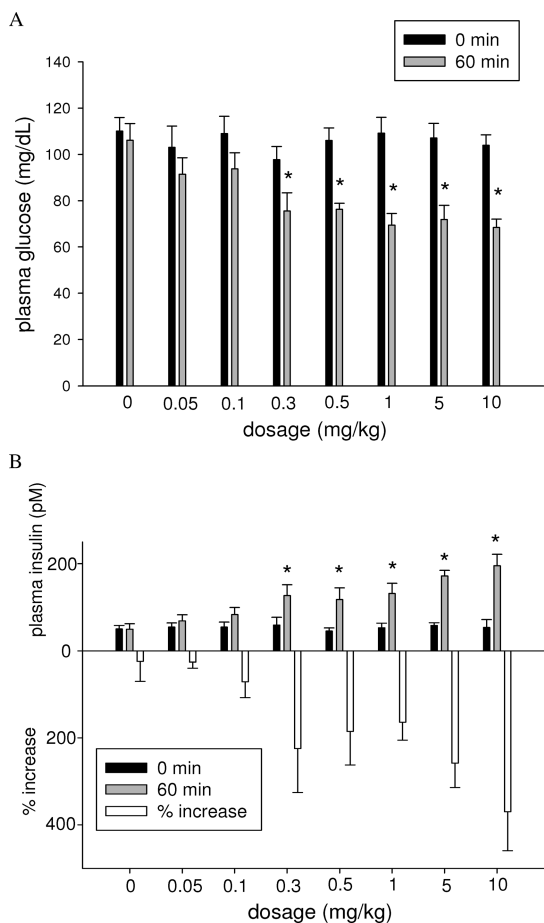 A
0 min
60 min
140
120
100
80
60
40
20
0
plasma glucose (mg/dL)
* * * * *
0 0.05 0.1 0.3 0.5 1 5 10
dosage (mg/kg)
B
plasma insulin (pM)
200
0
* * * * *
% increase
200
400
0 min
60 min
% increase
0 0.05 0.1 0.3 0.5 1 5 10
dosage (mg/kg)